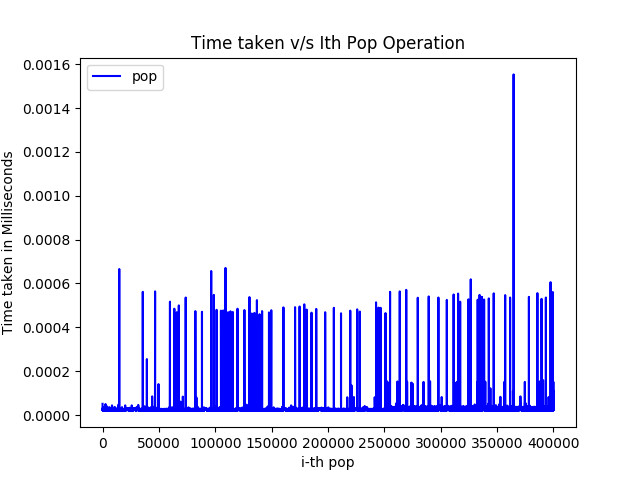 Time taken v/s Ith Pop Operation
pop
0.0016
0.0014
0.0012
0.0010
0.0008
0.0006
0.0004
0.0002
0.0000
Time taken in Milliseconds
0 50000 100000 150000 200000 250000 300000 350000 400000
i-th pop